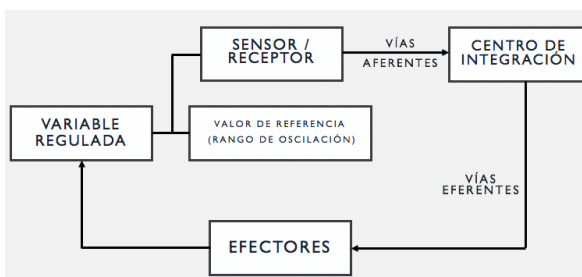 SENSOR /
RECEPTOR
VÍAS
AFERENTES
CENTRO DE
INTEGRACIÓN
VARIABLE
REGULADA
VALOR DE REFERENCIA
(RANGO DE OSCILACIÓN)
VÍAS
EFERENTES
EFECTORES